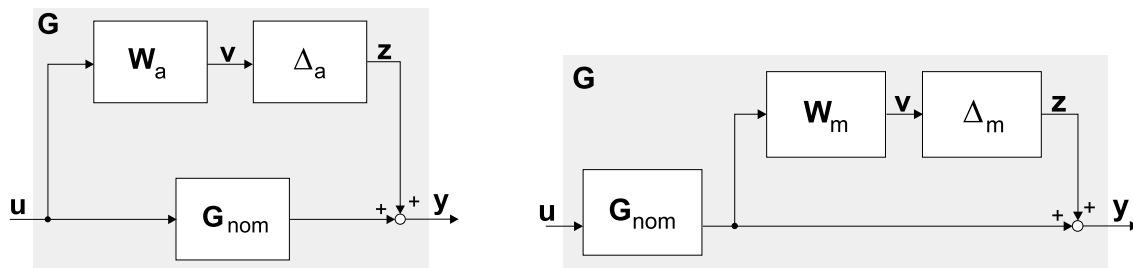 G
W_a v Δ_a z
u G_nom + + y
G
W_m v Δ_m z
u G_nom + + y